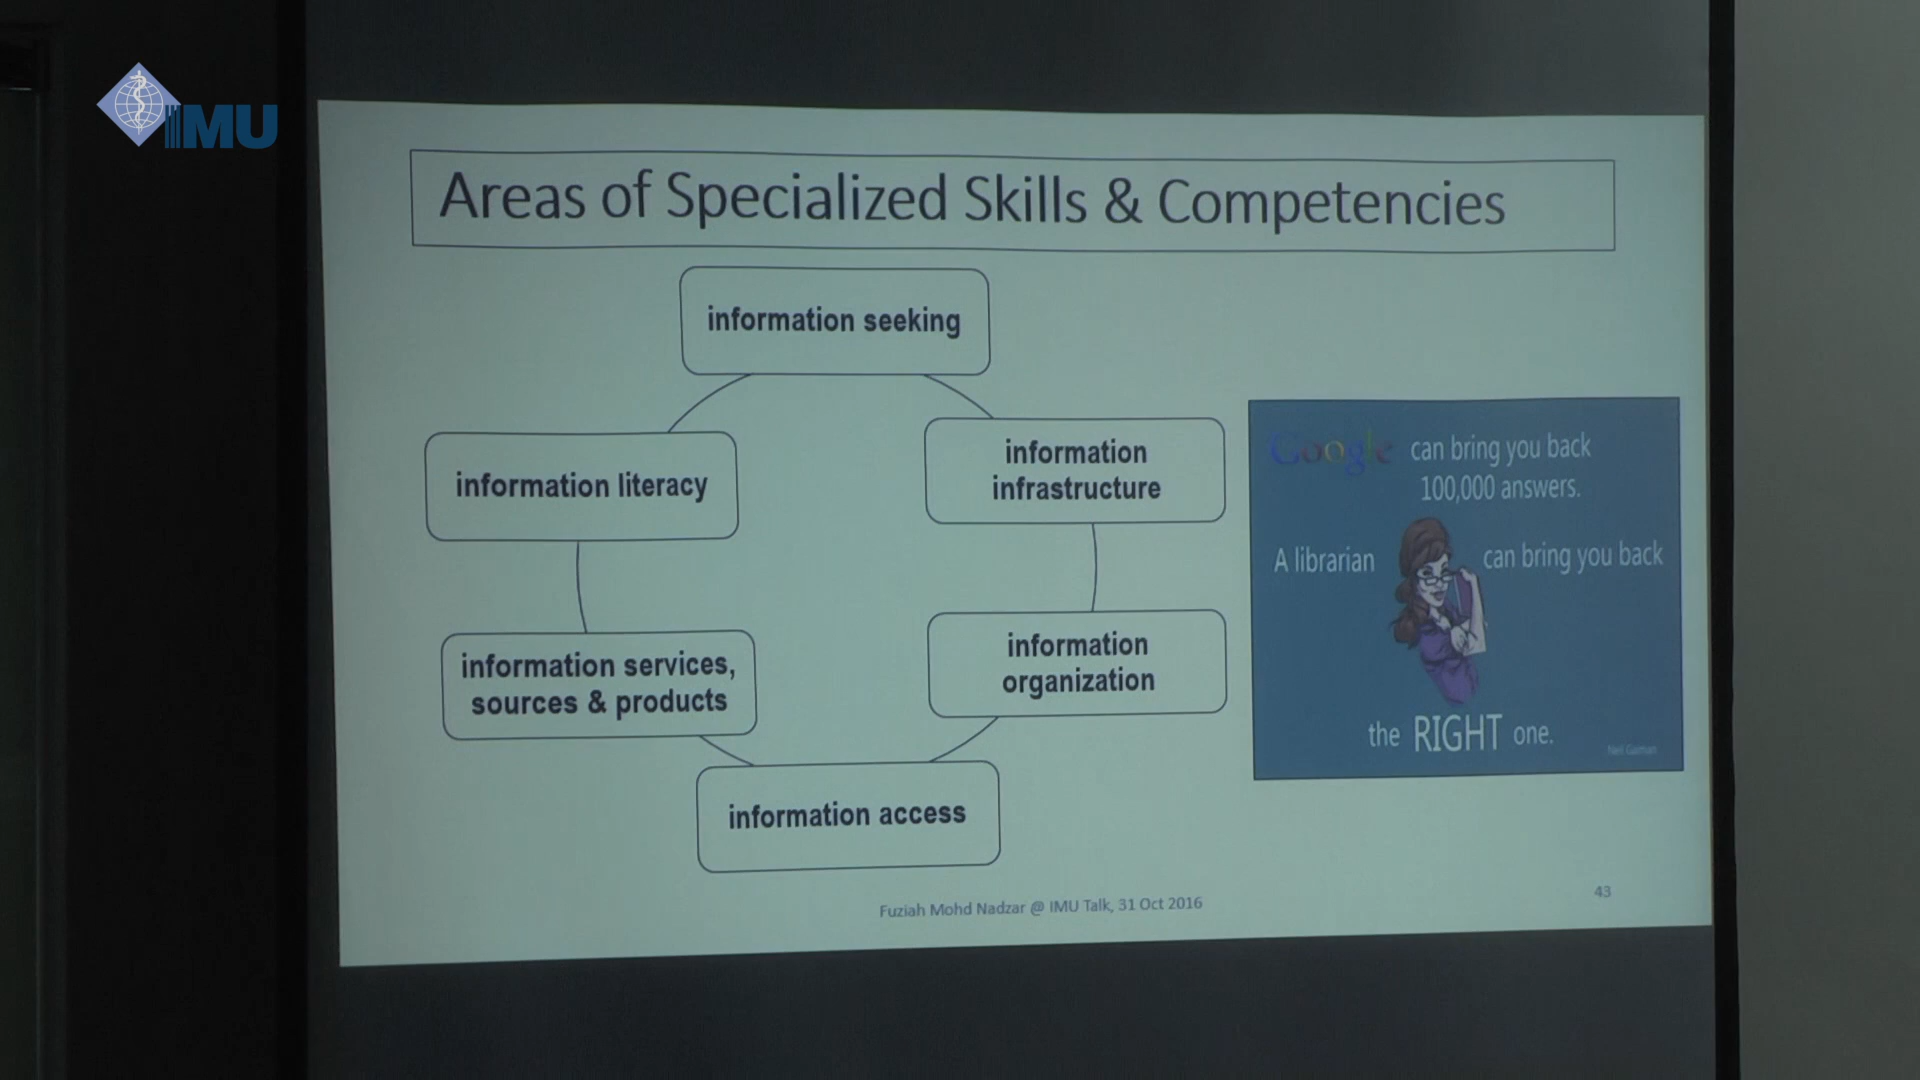 IMU
Areas of Specialized Skills & Competencies
information seeking
information
infrastructure
information
organization
information access
information services,
sources & products
information literacy
Google can bring you back
100,000 answers.
A librarian can bring you back
the RIGHT one.
Neil Gaiman
Fuziah Mohd Nadzar @ IMU Talk, 31 Oct 2016
43